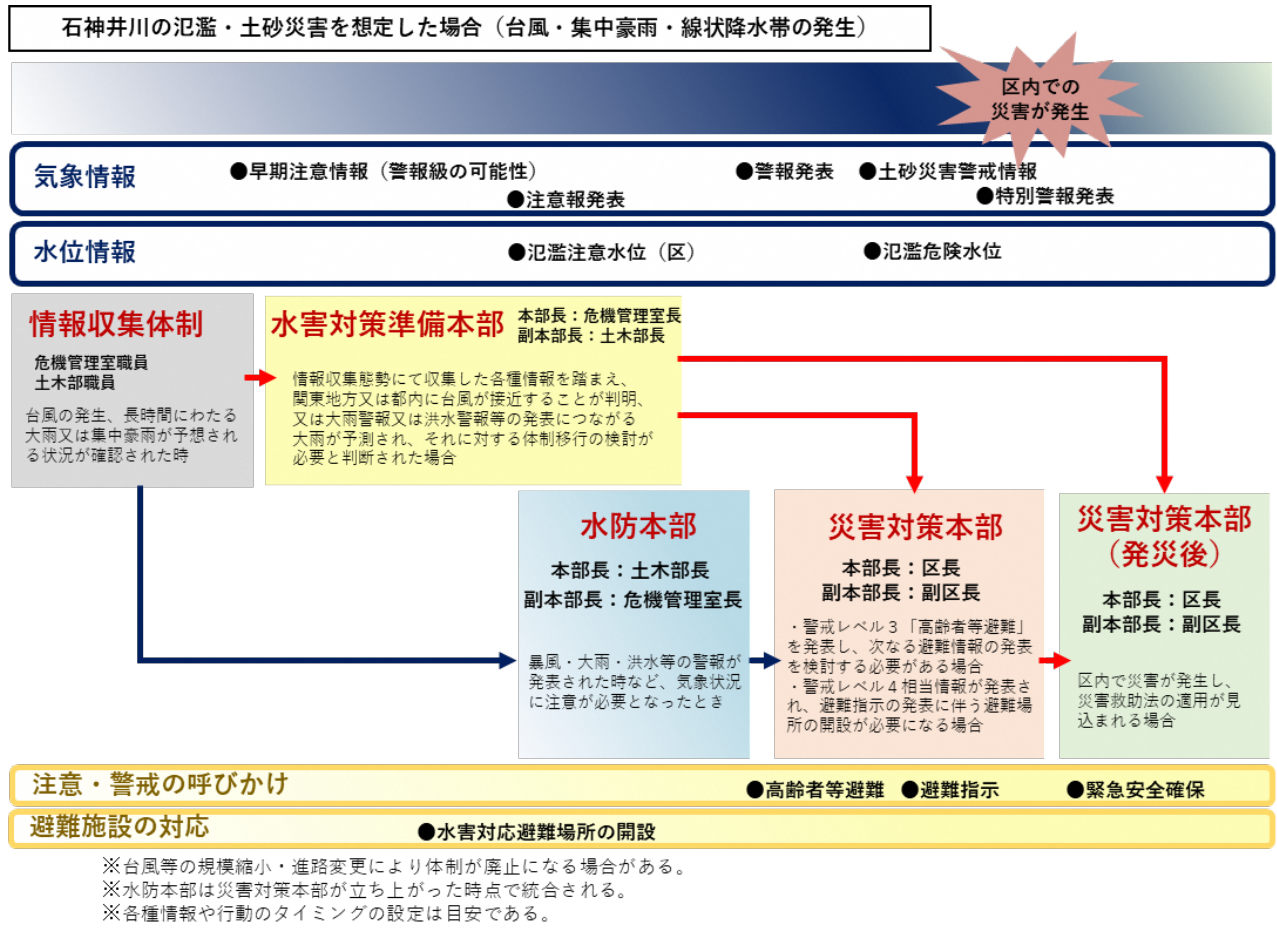 石神井川の氾濫・土砂災害を想定した場合（台風・集中豪雨・線状降水帯の発生）
区内での
災害が発生
気象情報
●早期注意情報（警報級の可能性）
●警報発表
●土砂災害警戒情報
●注意報発表
●特別警報発表
水位情報
●氾濫注意水位（区）
●氾濫危険水位
情報収集体制
危機管理室職員
土木部職員
台風の発生、長時間にわたる
大雨又は集中豪雨が予想され
る状況が確認された時
水害対策準備本部
本部長：危機管理室長
副本部長：土木部長
情報収集態勢にて収集した各種情報を踏まえ、
関東地方又は都内に台風が接近することが判明、
又は大雨警報又は洪水警報等の発表につながる
大雨が予測され、それに対する体制移行の検討が
必要と判断された場合
水防本部
本部長：土木部長
副本部長：危機管理室長
暴風・大雨・洪水等の警報が
発表された時など、気象状況
に注意が必要となったとき
災害対策本部
本部長：区長
副本部長：副区長
・警戒レベル３「高齢者等避難」
を発表し、次なる避難情報の発表
を検討する必要がある場合
・警戒レベル４相当情報が発表さ
れ、避難指示の発表に伴う避難場
所の開設が必要になる場合
災害対策本部
（発災後）
本部長：区長
副本部長：副区長
区内で災害が発生し、
災害救助法の適用が見
込まれる場合
注意・警戒の呼びかけ
●高齢者等避難
●避難指示
●緊急安全確保
避難施設の対応
●水害対応避難場所の開設
※台風等の規模縮小・進路変更により体制が廃止になる場合がある。
※水防本部は災害対策本部が立ち上がった時点で統合される。
※各種情報や行動のタイミングの設定は目安である。